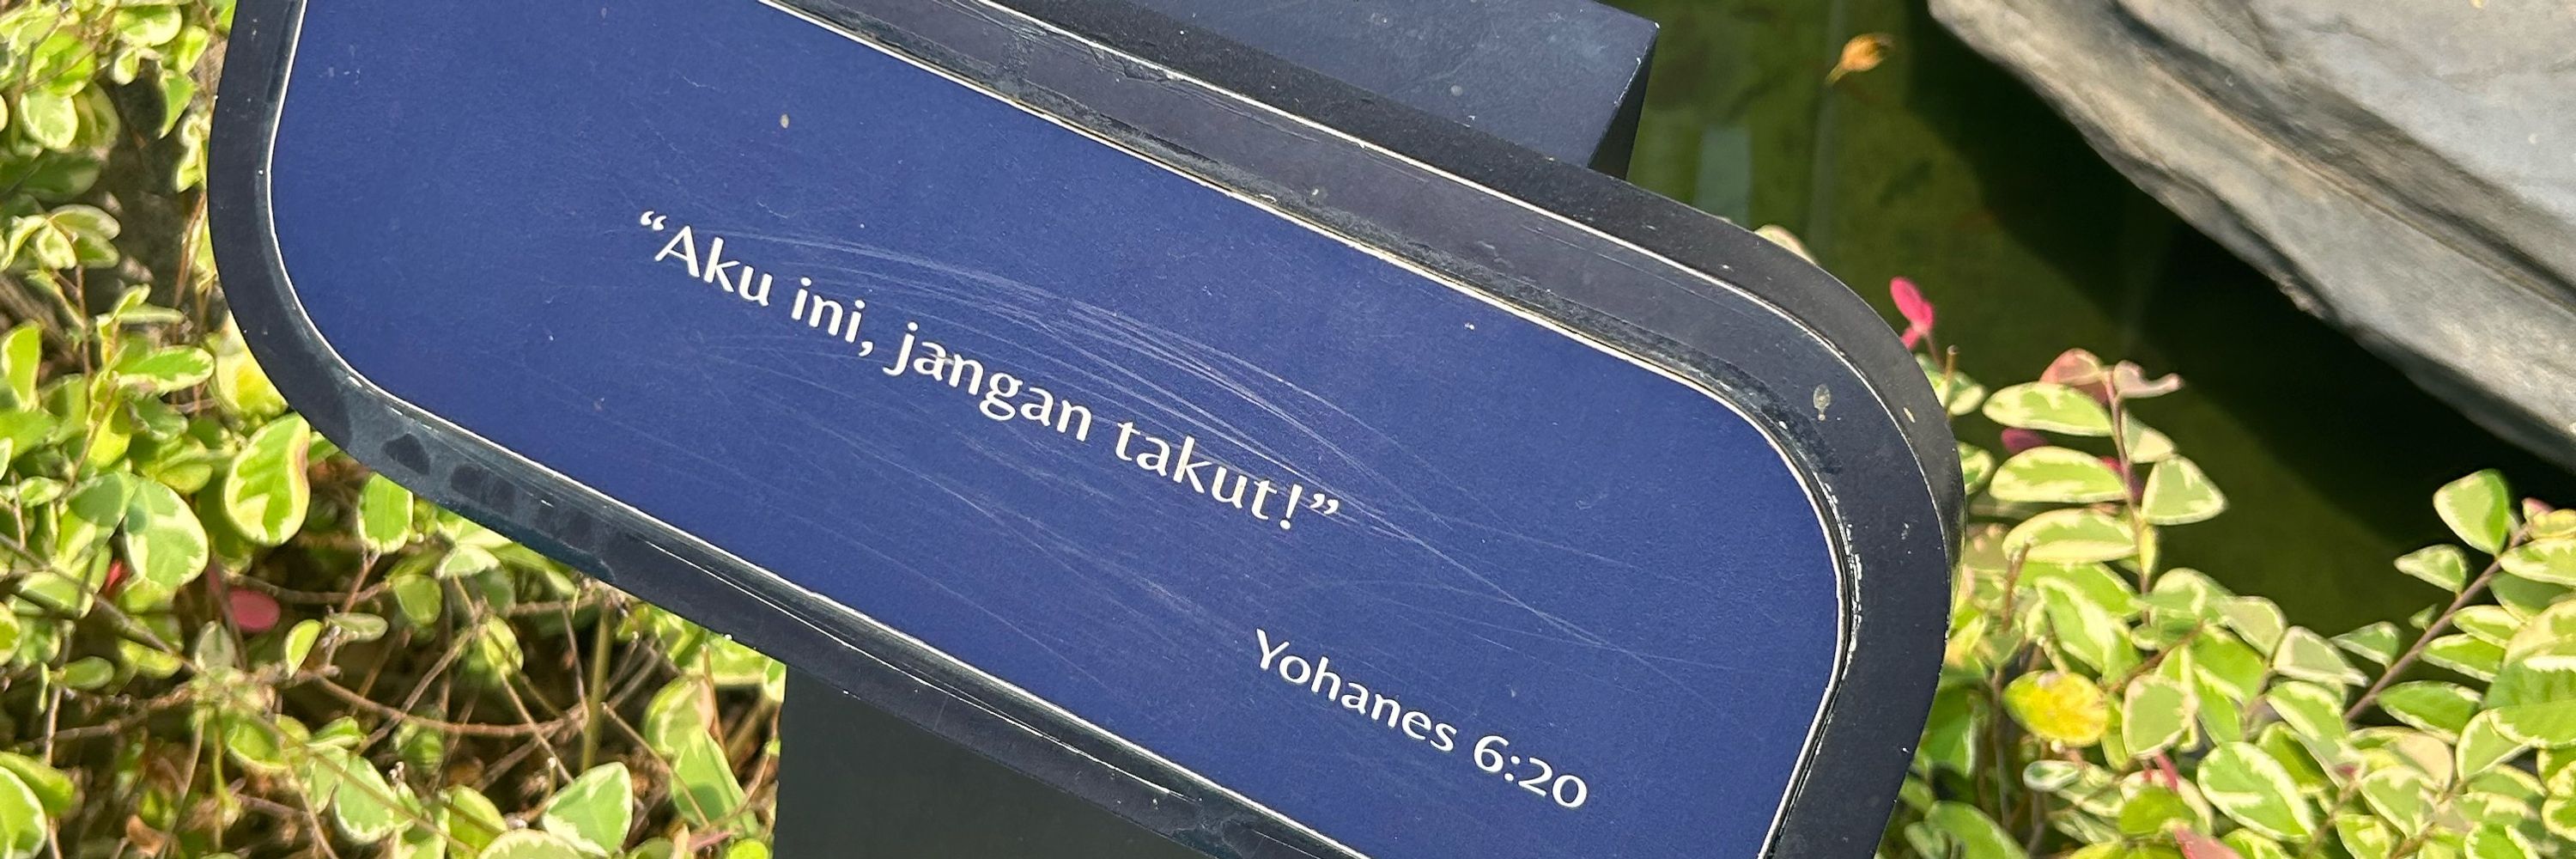 “Aku ini, jangan takut!”
Yohanes 6:20